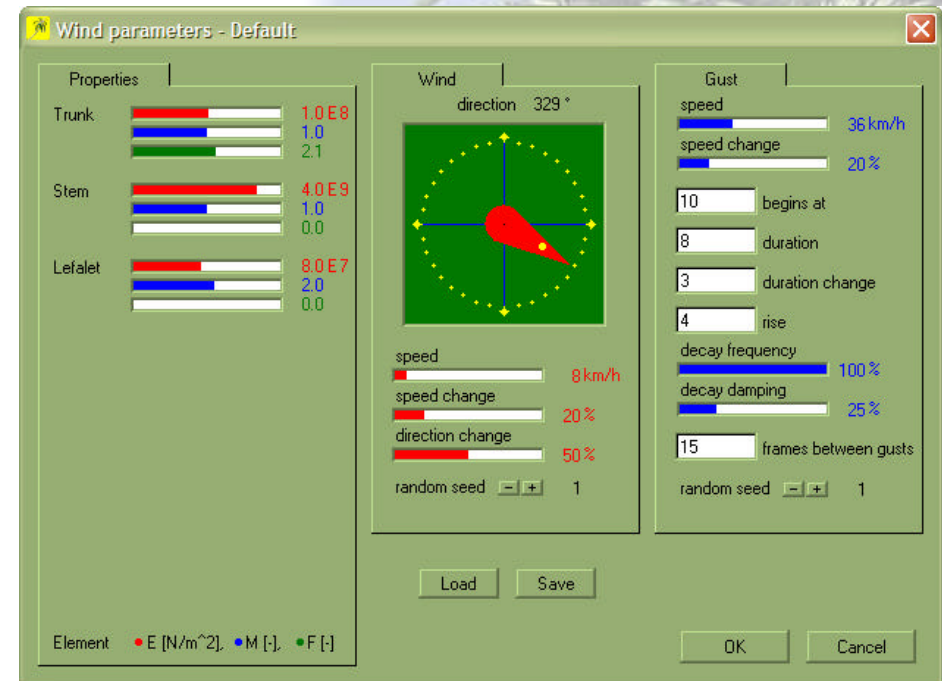 Wind parameters - Default
Properties
Trunk
1.0 E8
1.0
2.1
Stem
4.0 E9
1.0
0.0
Lefalet
8.0 E7
2.0
0.0
Element • E [N/m^2], • M [-], • F [-]
Wind
direction 329 °
speed
8 km/h
speed change
20 %
direction change
50 %
random seed - + 1
Gust
speed
36 km/h
speed change
20 %
10 begins at
8 duration
3 duration change
4 rise
decay frequency
100 %
decay damping
25 %
15 frames between gusts
random seed - + 1
Load Save
OK Cancel